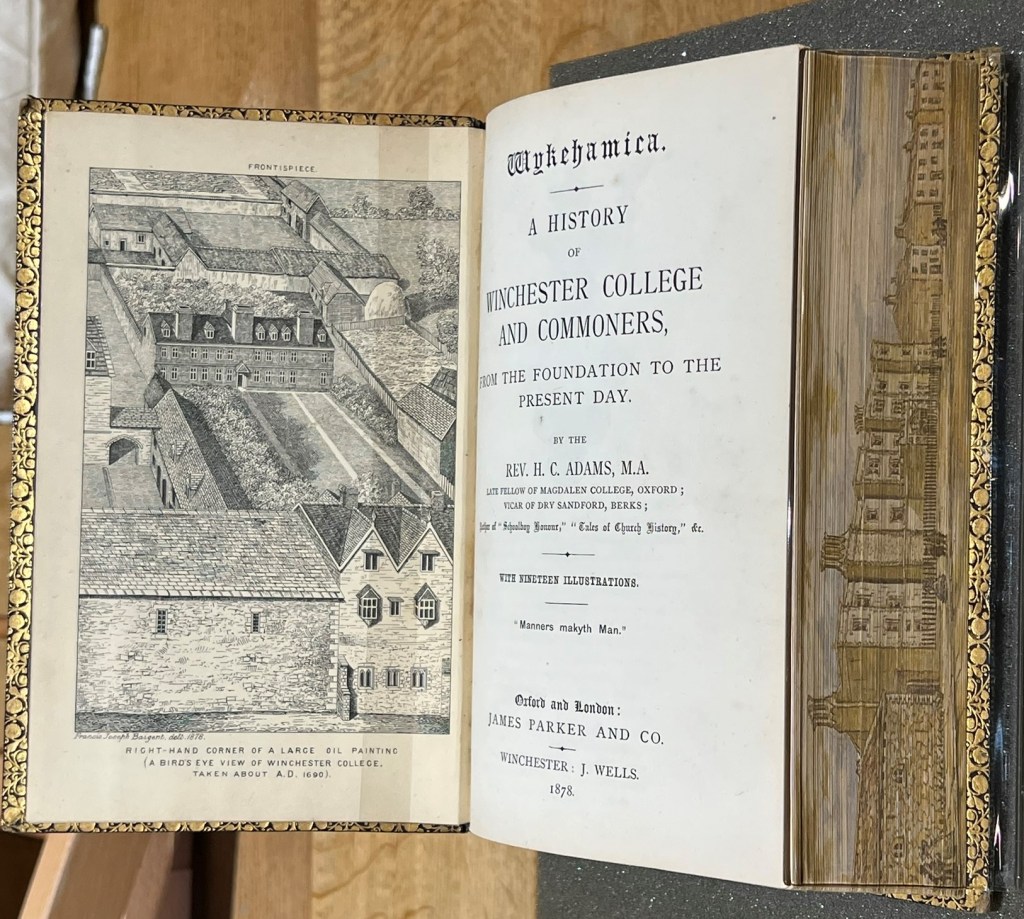 FRONTISPIECE.
Francis Joseph Baigent, delt. 1878.
RIGHT-HAND CORNER OF A LARGE OIL PAINTING
(A BIRD'S EYE VIEW OF WINCHESTER COLLEGE,
TAKEN ABOUT A.D. 1690).
Wykehamica.
A HISTORY
OF
WINCHESTER COLLEGE
AND COMMONERS,
FROM THE FOUNDATION TO THE
PRESENT DAY.
BY THE
REV. H. C. ADAMS, M.A.
LATE FELLOW OF MAGDALEN COLLEGE, OXFORD;
VICAR OF DRY SANDFORD, BERKS;
Author of "Schoolboy Honour," "Tales of Church History," &c.
WITH NINETEEN ILLUSTRATIONS.
"Manners makyth Man."
Oxford and London:
JAMES PARKER AND CO.
WINCHESTER: J. WELLS.
1878.